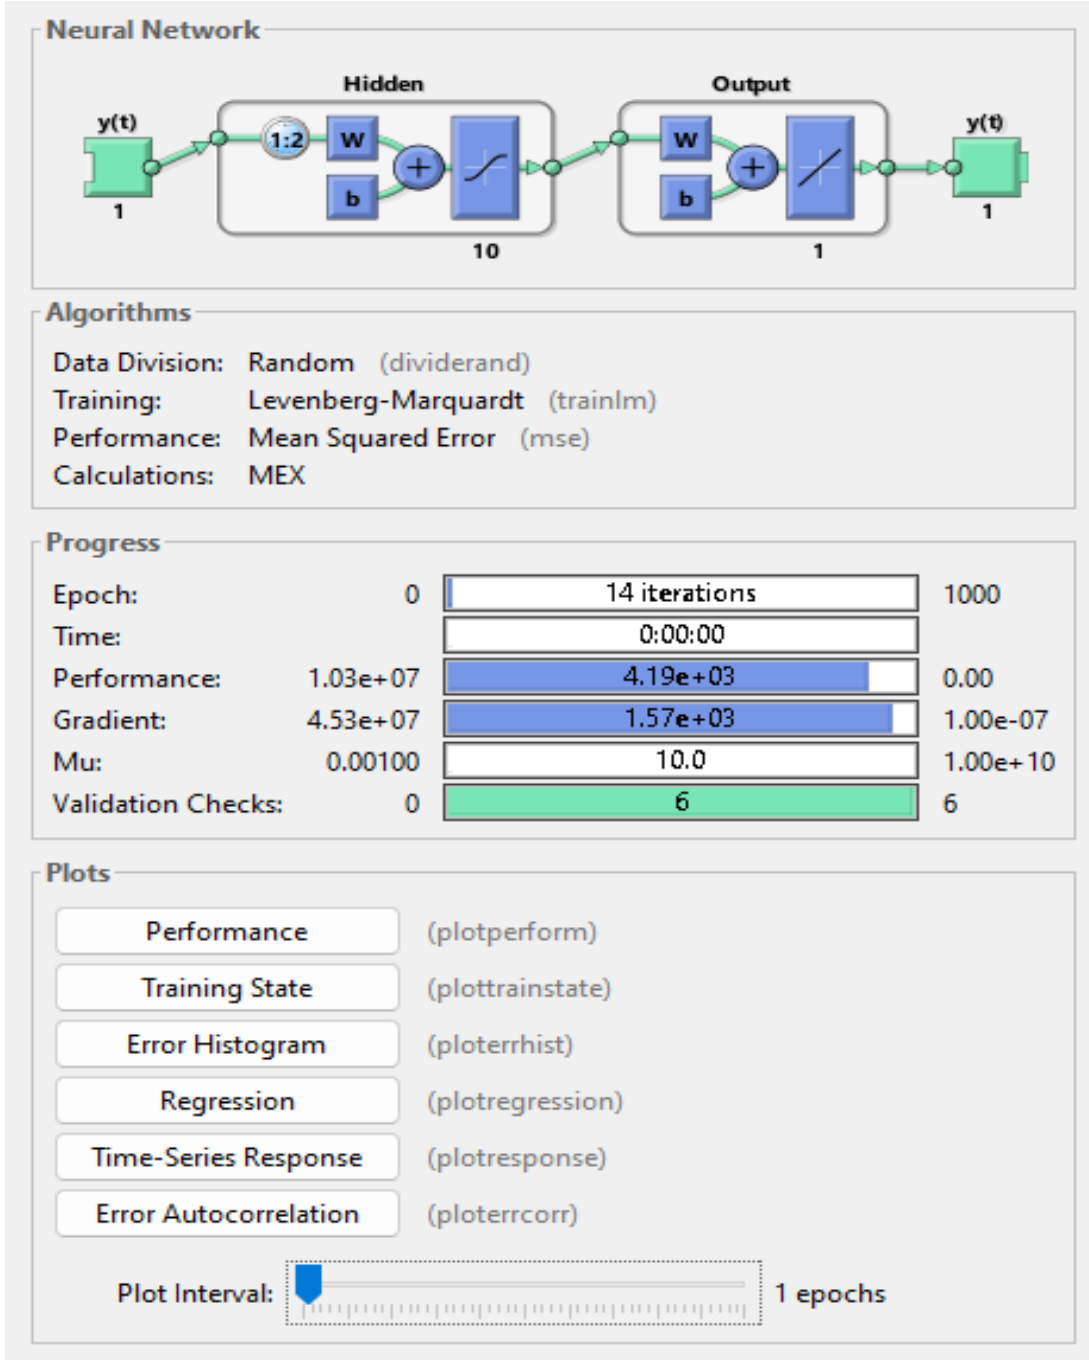 Neural Network
Hidden
Output
y(t)
1:2
W
b
+
W
b
+
y(t)
1
10
1
1
Algorithms
Data Division: Random (dividerand)
Training: Levenberg-Marquardt (trainlm)
Performance: Mean Squared Error (mse)
Calculations: MEX
Progress
Epoch: 0 14 iterations 1000
Time: 0:00:00
Performance: 1.03e+07 4.19e+03 0.00
Gradient: 4.53e+07 1.57e+03 1.00e-07
Mu: 0.00100 10.0 1.00e+10
Validation Checks: 0 6 6
Plots
Performance (plotperform)
Training State (plottrainstate)
Error Histogram (ploterrhist)
Regression (plotregression)
Time-Series Response (plotresponse)
Error Autocorrelation (ploterrcorr)
Plot Interval: 1 epochs